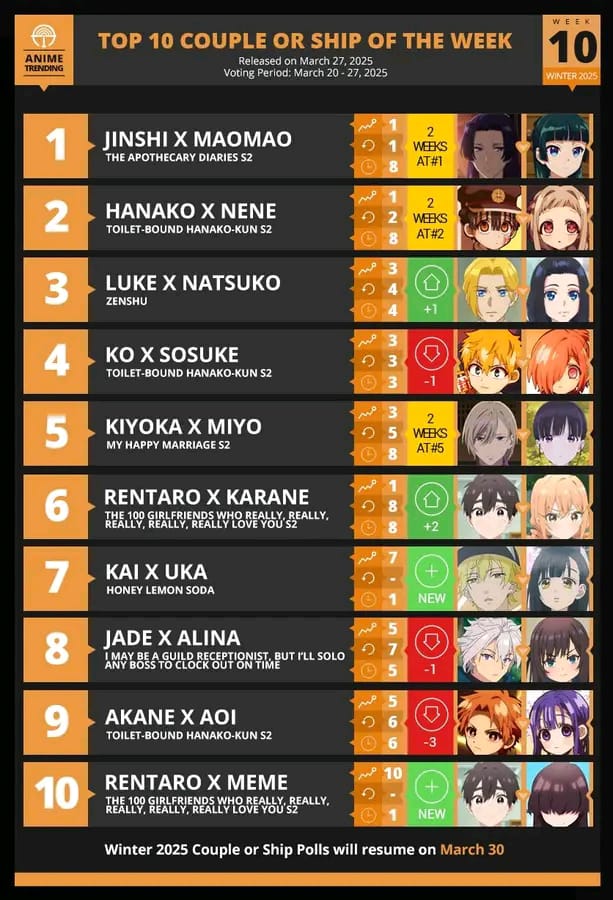 ANIME
TRENDING
TOP 10 COUPLE OR SHIP OF THE WEEK
Released on March 27, 2025
Voting Period: March 20 - 27, 2025
WEEK
10
WINTER 2025
1
JINSHI X MAOMAO
THE APOTHECARY DIARIES S2
1
1
8
2
WEEKS
AT #1
2
HANAKO X NENE
TOILET-BOUND HANAKO-KUN S2
1
2
8
2
WEEKS
AT #2
3
LUKE X NATSUKO
ZENSHU
3
4
4
+1
4
KO X SOSUKE
TOILET-BOUND HANAKO-KUN S2
3
3
3
-1
5
KIYOKA X MIYO
MY HAPPY MARRIAGE S2
3
5
8
2
WEEKS
AT #5
6
RENTARO X KARANE
THE 100 GIRLFRIENDS WHO REALLY, REALLY,
REALLY, REALLY, REALLY LOVE YOU S2
1
8
8
+2
7
KAI X UKA
HONEY LEMON SODA
7
-
1
NEW
8
JADE X ALINA
I MAY BE A GUILD RECEPTIONIST, BUT I'LL SOLO
ANY BOSS TO CLOCK OUT ON TIME
5
7
5
-1
9
AKANE X AOI
TOILET-BOUND HANAKO-KUN S2
5
6
6
-3
10
RENTARO X MEME
THE 100 GIRLFRIENDS WHO REALLY, REALLY,
REALLY, REALLY, REALLY LOVE YOU S2
10
-
1
NEW
Winter 2025 Couple or Ship Polls will resume on March 30